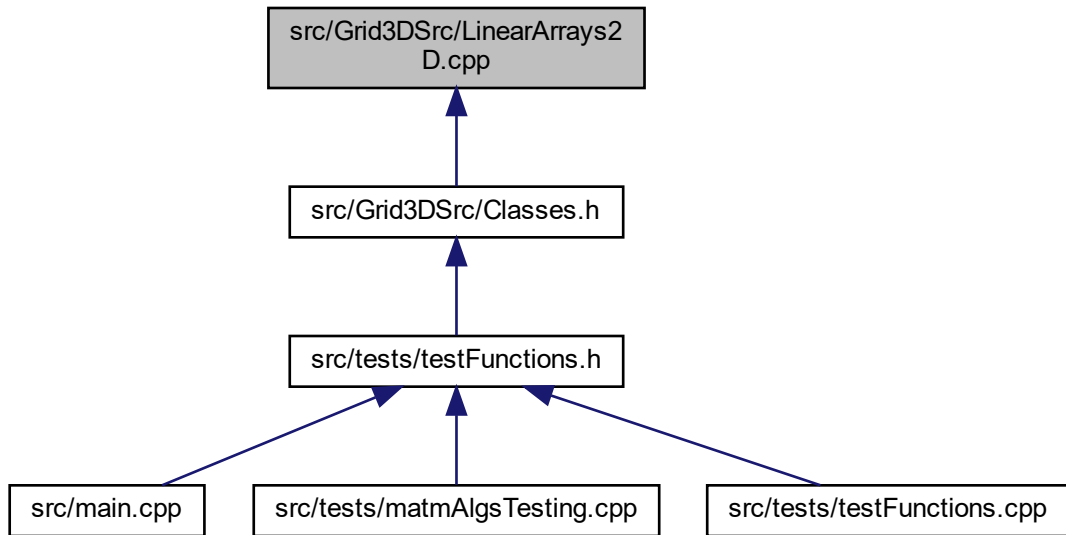 src/Grid3DSrc/LinearArrays2
D.cpp
src/Grid3DSrc/Classes.h
src/tests/testFunctions.h
src/main.cpp
src/tests/matmAlgsTesting.cpp
src/tests/testFunctions.cpp